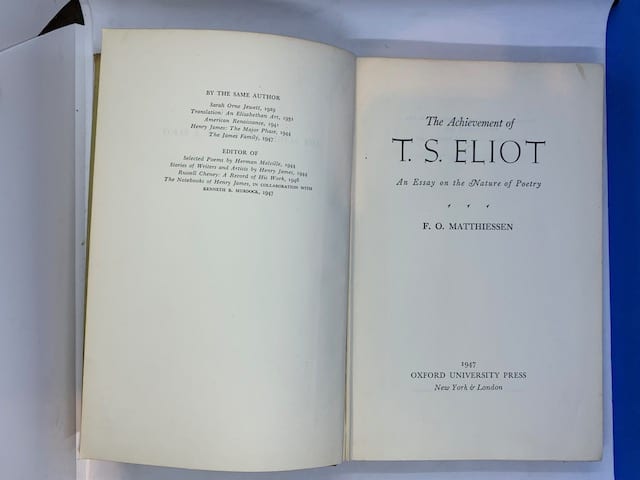 BY THE SAME AUTHOR
Sarah Orne Jewett, 1929
Translation: An Elizabethan Art, 1931
American Renaissance, 1941
Henry James: The Major Phase, 1944
The James Family, 1947
EDITOR OF
Selected Poems by Herman Melville, 1944
Stories of Writers and Artists by Henry James, 1944
Russell Cheney: A Record of His Work, 1946
The Notebooks of Henry James, IN COLLABORATION WITH
KENNETH B. MURDOCK, 1947
The Achievement of
T. S. ELIOT
An Essay on the Nature of Poetry
F. O. MATTHIESSEN
1947
OXFORD UNIVERSITY PRESS
New York & London